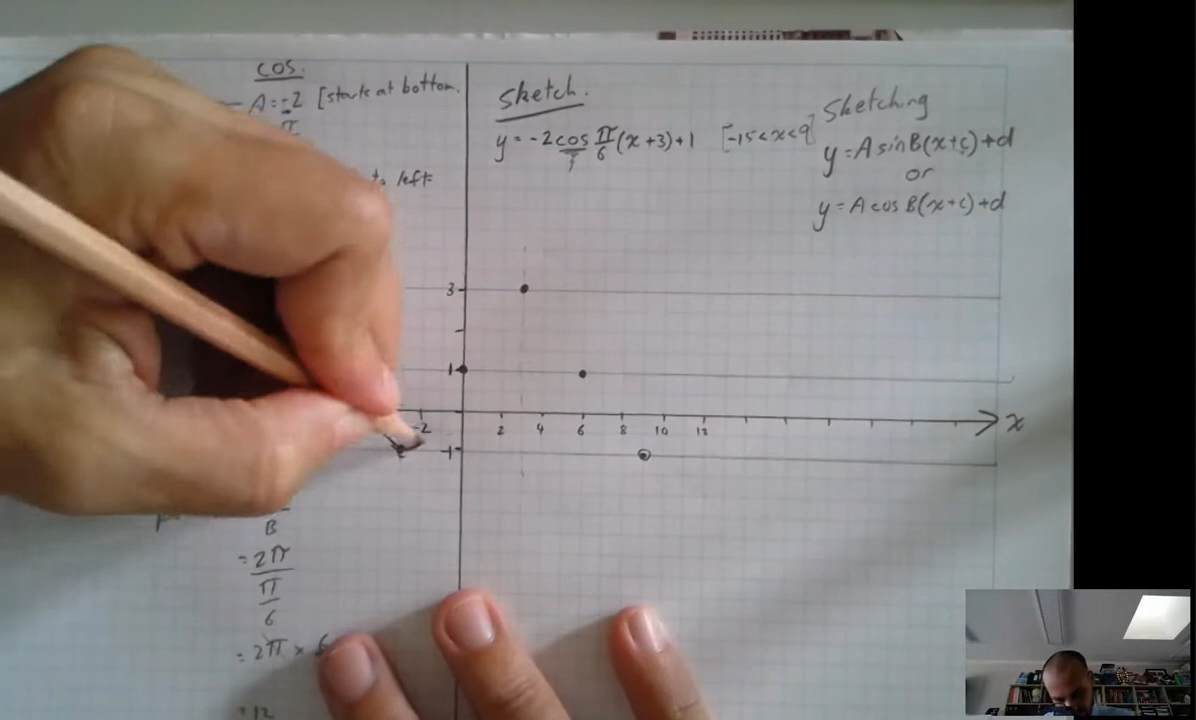 cos.
A = -2 [starts at bottom.
π
to left
B
= 2π
π
6
= 2π × 6
= 12
Sketch.
y = -2cos π/6 (x+3)+1 [-15<x<9]
Sketching
y = A sin B(x+c)+d
or
y = A cos B(x+c)+d
3
1
-2 2 4 6 8 10 12 x
-1